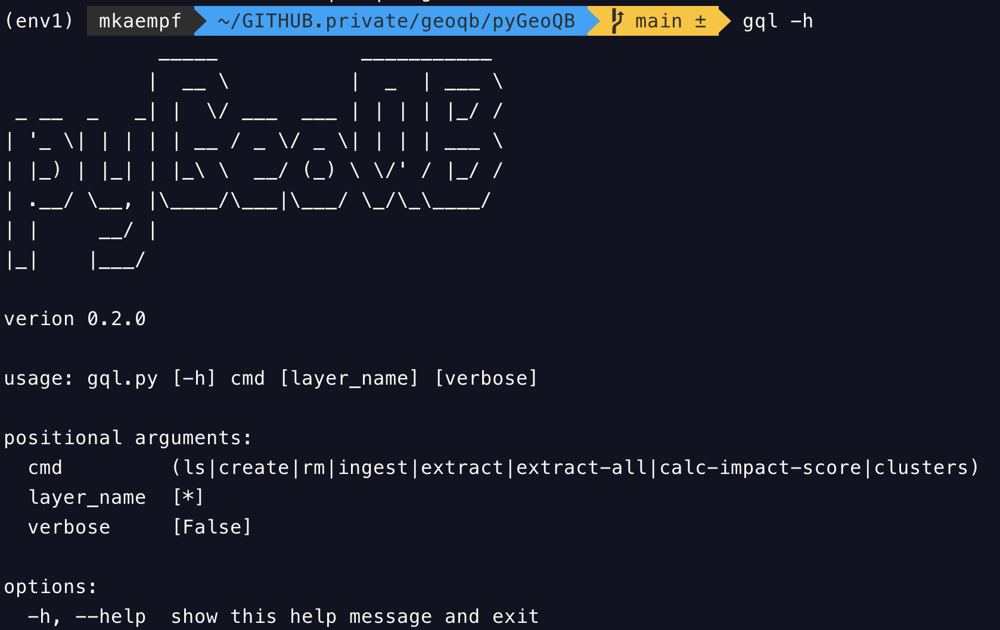 (env1) mkaempf ~/GITHUB.private/geoqb/pyGeoQB main ± gql -h
             _____            ___________
            |  __ \          |  _  | ___ \
 _ __  _   _| |  \/ ___  ___ | | | | |_/ /
| '_ \| | | | | __ / _ \/ _ \| | | | ___ \
| |_) | |_| | |_\ \  __/ (_) \ \/' / |_/ /
| .__/ \__, |\____/\___|\___/ \_/\_\____/
| |     __/ |
|_|    |___/
verion 0.2.0
usage: gql.py [-h] cmd [layer_name] [verbose]
positional arguments:
  cmd         (ls|create|rm|ingest|extract|extract-all|calc-impact-score|clusters)
  layer_name  [*]
  verbose     [False]
options:
  -h, --help  show this help message and exit